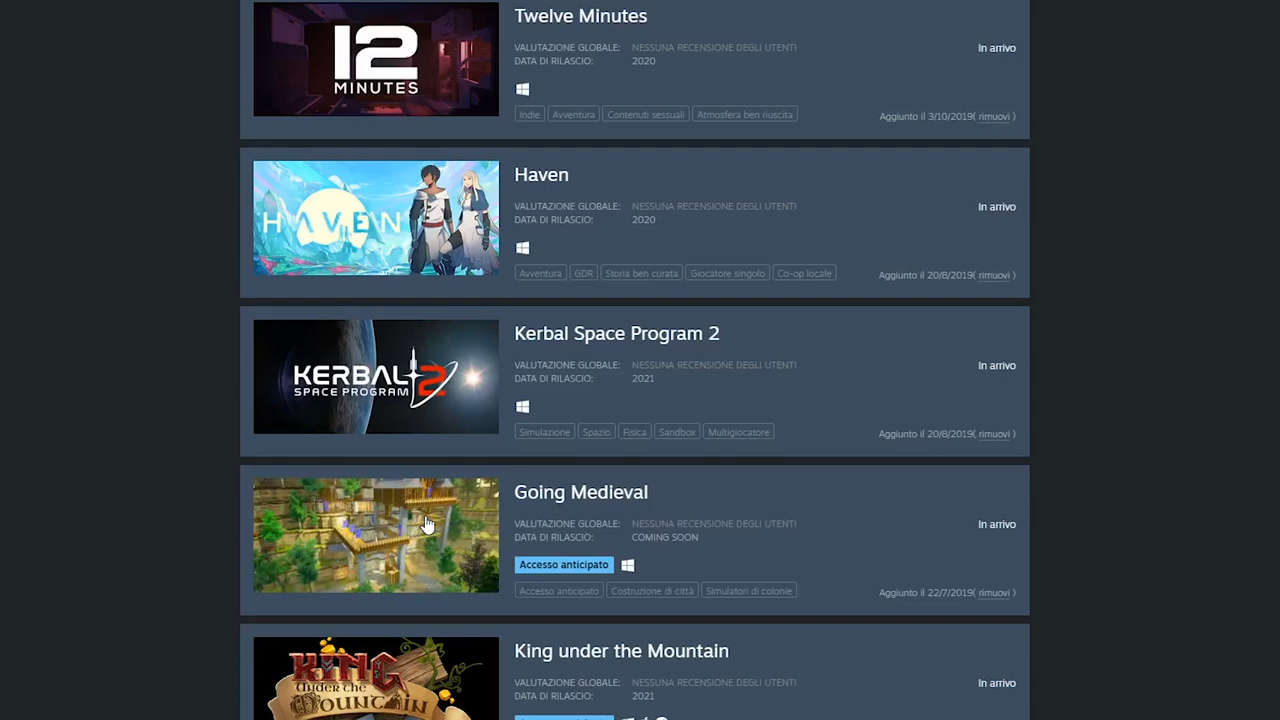 12
MINUTES
Twelve Minutes
VALUTAZIONE GLOBALE: NESSUNA RECENSIONE DEGLI UTENTI
In arrivo
DATA DI RILASCIO: 2020
Indie Avventura Contenuti sessuali Atmosfera ben riuscita
Aggiunto il 3/10/2019( rimuovi )
HAVEN
Haven
VALUTAZIONE GLOBALE: NESSUNA RECENSIONE DEGLI UTENTI
In arrivo
DATA DI RILASCIO: 2020
Avventura GDR Storia ben curata Giocatore singolo Co-op locale
Aggiunto il 20/8/2019( rimuovi )
KERBAL 2
SPACE PROGRAM
Kerbal Space Program 2
VALUTAZIONE GLOBALE: NESSUNA RECENSIONE DEGLI UTENTI
In arrivo
DATA DI RILASCIO: 2021
Simulazione Spazio Fisica Sandbox Multigiocatore
Aggiunto il 20/8/2019( rimuovi )
Going Medieval
VALUTAZIONE GLOBALE: NESSUNA RECENSIONE DEGLI UTENTI
In arrivo
DATA DI RILASCIO: COMING SOON
Accesso anticipato
Accesso anticipato Costruzione di città Simulatori di colonie
Aggiunto il 22/7/2019( rimuovi )
KING
UNDER THE
MOUNTAIN
King under the Mountain
VALUTAZIONE GLOBALE: NESSUNA RECENSIONE DEGLI UTENTI
In arrivo
DATA DI RILASCIO: 2021